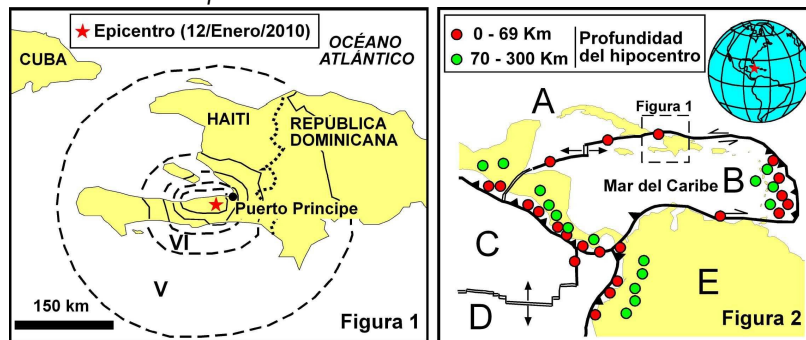 Epicentro (12/Enero/2010)
CUBA
OCÉANO
ATLÁNTICO
HAITI
REPÚBLICA
DOMINICANA
Puerto Principe
VI
V
150 km
Figura 1
0 - 69 Km
70 - 300 Km
Profundidad
del hipocentro
A
Figura 1
Mar del Caribe
B
C
D
E
Figura 2